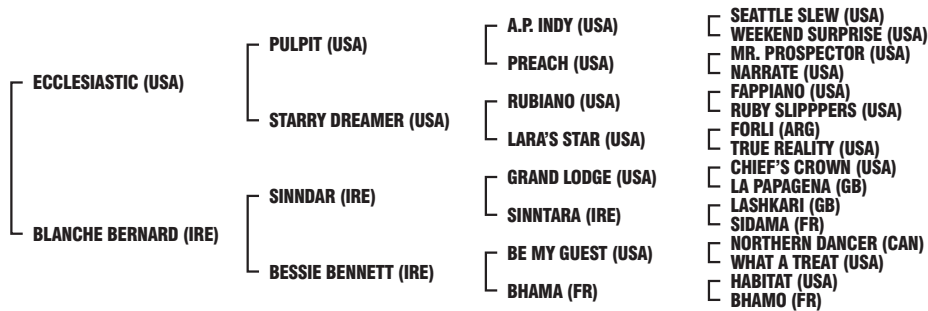 ECCLESIASTIC (USA)
BLANCHE BERNARD (IRE)
PULPIT (USA)
STARRY DREAMER (USA)
SINNDAR (IRE)
BESSIE BENNETT (IRE)
A.P. INDY (USA)
PREACH (USA)
RUBIANO (USA)
LARA'S STAR (USA)
GRAND LODGE (USA)
SINNTARA (IRE)
BE MY GUEST (USA)
BHAMA (FR)
SEATTLE SLEW (USA)
WEEKEND SURPRISE (USA)
MR. PROSPECTOR (USA)
NARRATE (USA)
FAPPIANO (USA)
RUBY SLIPPPERS (USA)
FORLI (ARG)
TRUE REALITY (USA)
CHIEF'S CROWN (USA)
LA PAPAGENA (GB)
LASHKARI (GB)
SIDAMA (FR)
NORTHERN DANCER (CAN)
WHAT A TREAT (USA)
HABITAT (USA)
BHAMO (FR)